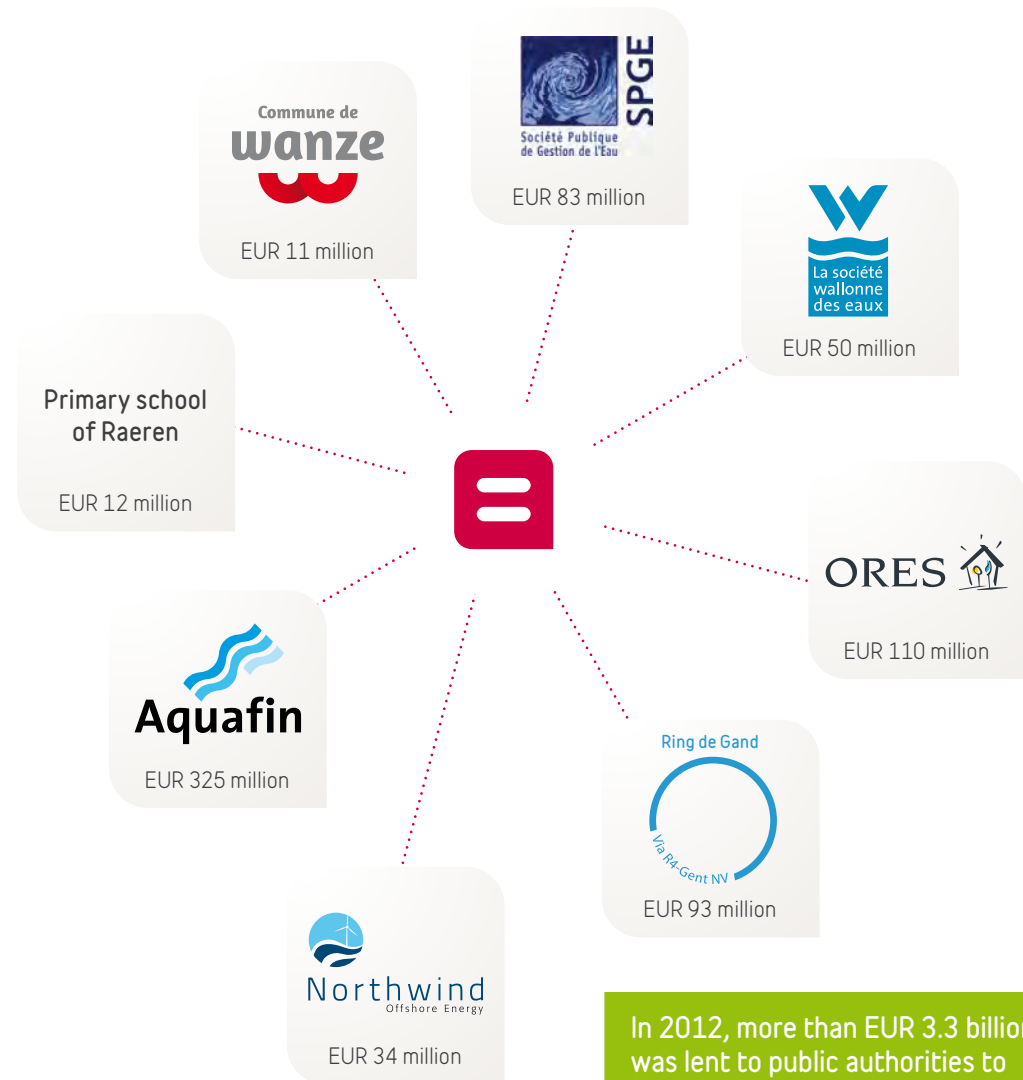 Commune de
wanze
EUR 11 million
SPGE
Société Publique
de Gestion de l'Eau
EUR 83 million
La société
wallonne
des eaux
EUR 50 million
Primary school
of Raeren
EUR 12 million
ORES
EUR 110 million
Aquafin
EUR 325 million
Ring de Gand
Via R4-Gent NV
EUR 93 million
Northwind
Offshore Energy
EUR 34 million
In 2012, more than EUR 3.3 billion
was lent to public authorities to